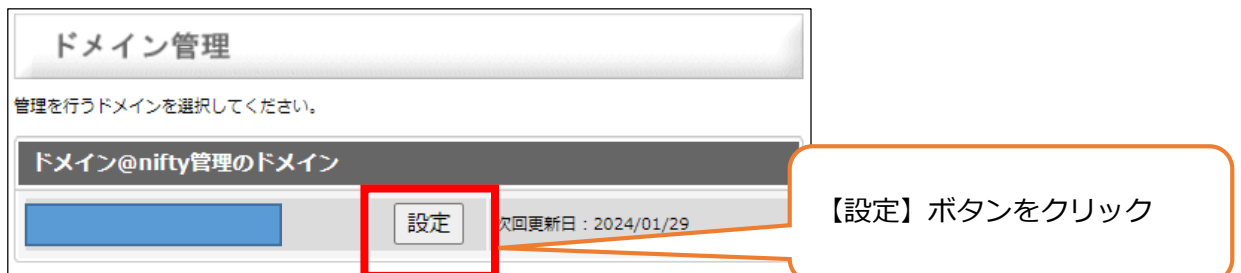 ドメイン管理
管理を行うドメインを選択してください。
ドメイン@nifty管理のドメイン
設定 次回更新日：2024/01/29
【設定】ボタンをクリック